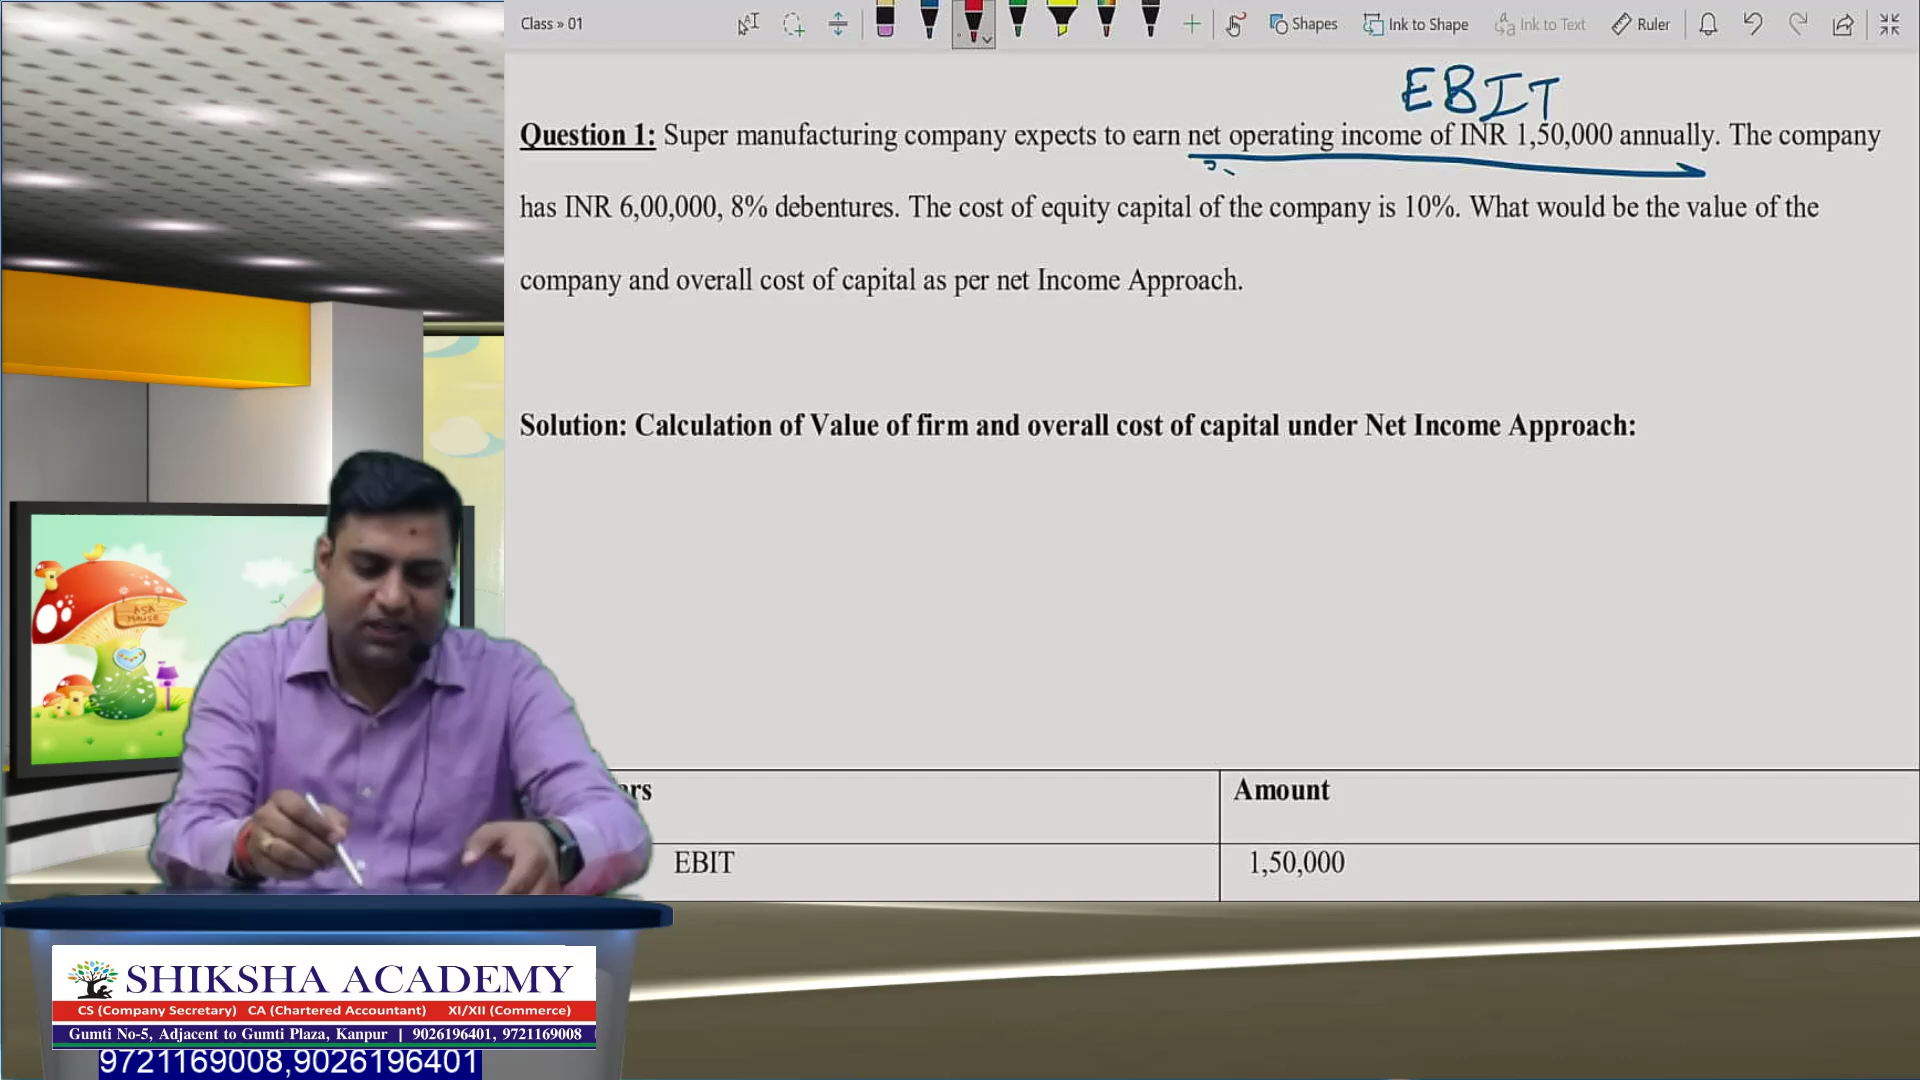 Class » 01
Shapes
Ink to Shape
Ink to Text
Ruler
EBIT
Question 1: Super manufacturing company expects to earn net operating income of INR 1,50,000 annually. The company
has INR 6,00,000, 8% debentures. The cost of equity capital of the company is 10%. What would be the value of the
company and overall cost of capital as per net Income Approach.
Solution: Calculation of Value of firm and overall cost of capital under Net Income Approach:
Amount
EBIT 1,50,000
SHIKSHA ACADEMY
CS (Company Secretary) CA (Chartered Accountant) XI/XII (Commerce)
Gumti No-5, Adjacent to Gumti Plaza, Kanpur | 9026196401, 9721169008
9721169008,9026196401